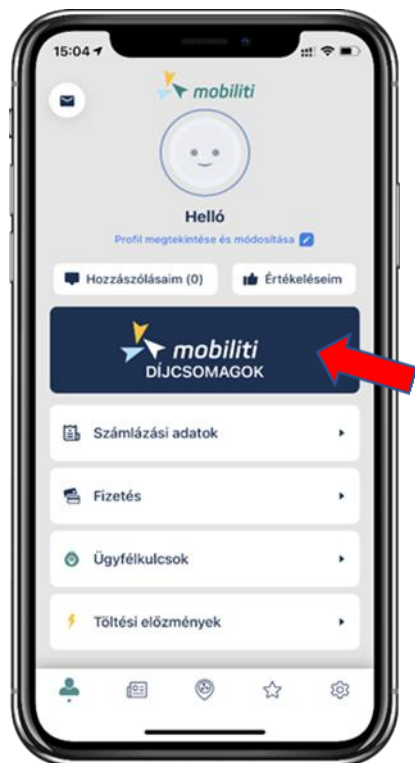 15:04
mobiliti
Helló
Profil megtekintése és módosítása
Hozzászólásaim (0)
Értékeléseim
mobiliti
DÍJCSOMAGOK
Számlázási adatok
Fizetés
Ügyfélkulcsok
Töltési előzmények